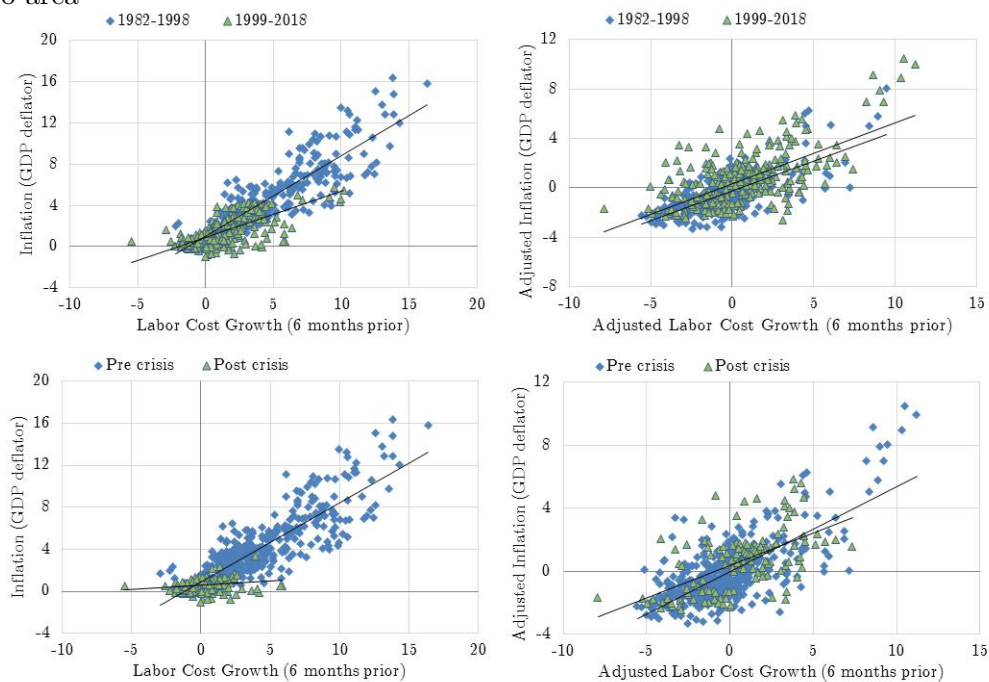 area
1982-1998 1999-2018
20
16
12
8
4
0
-4
-10 -5 0 5 10 15 20
Inflation (GDP deflator)
Labor Cost Growth (6 months prior)
1982-1998 1999-2018
12
8
4
0
-4
-8
-10 -5 0 5 10 15
Adjusted Inflation (GDP deflator)
Adjusted Labor Cost Growth (6 months prior)
Pre crisis Post crisis
20
16
12
8
4
0
-4
-10 -5 0 5 10 15 20
Inflation (GDP deflator)
Labor Cost Growth (6 months prior)
Pre crisis Post crisis
12
8
4
0
-4
-10 -5 0 5 10 15
Adjusted Inflation (GDP deflator)
Adjusted Labor Cost Growth (6 months prior)